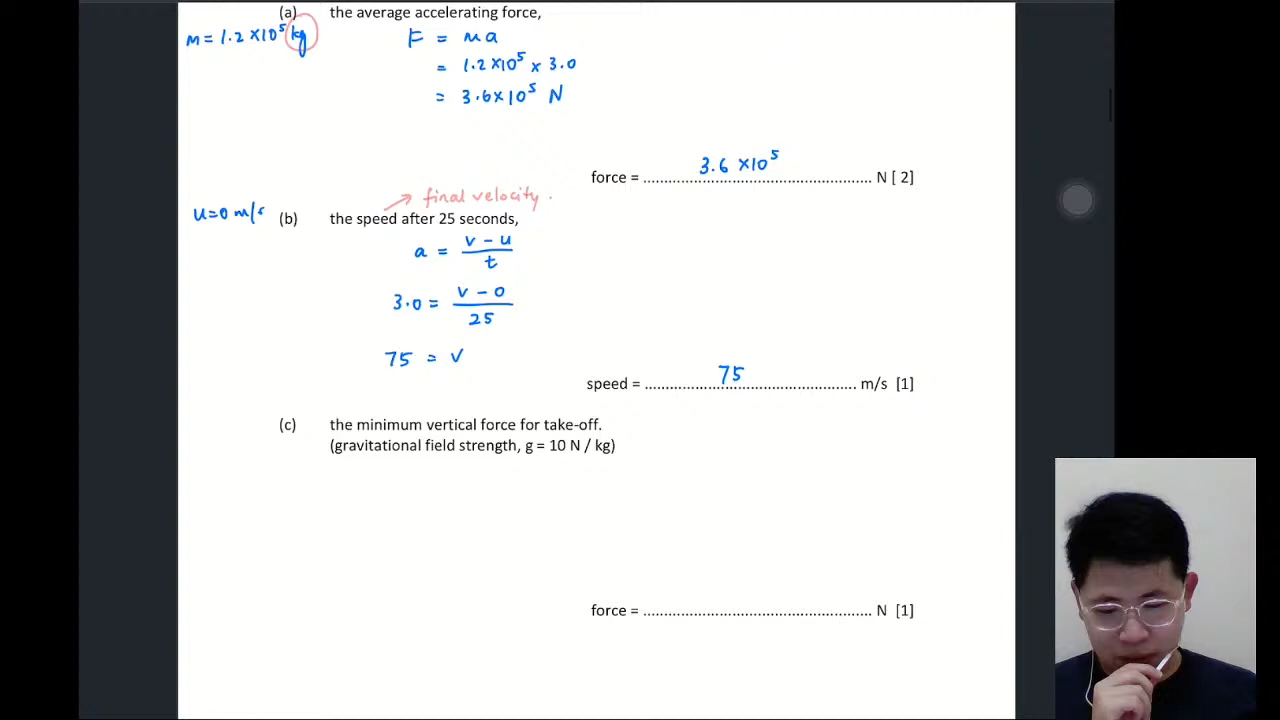 (a) the average accelerating force,
m = 1.2 ×10⁵ kg
F = ma
= 1.2×10⁵ × 3.0
= 3.6×10⁵ N
force = 3.6 ×10⁵ N [ 2]
final velocity .
u=0 m/s
(b) the speed after 25 seconds,
a = v - u / t
3.0 = v - 0 / 25
75 = v
speed = 75 m/s [1]
(c) the minimum vertical force for take-off.
(gravitational field strength, g = 10 N / kg)
force = ........................................................ N [1]